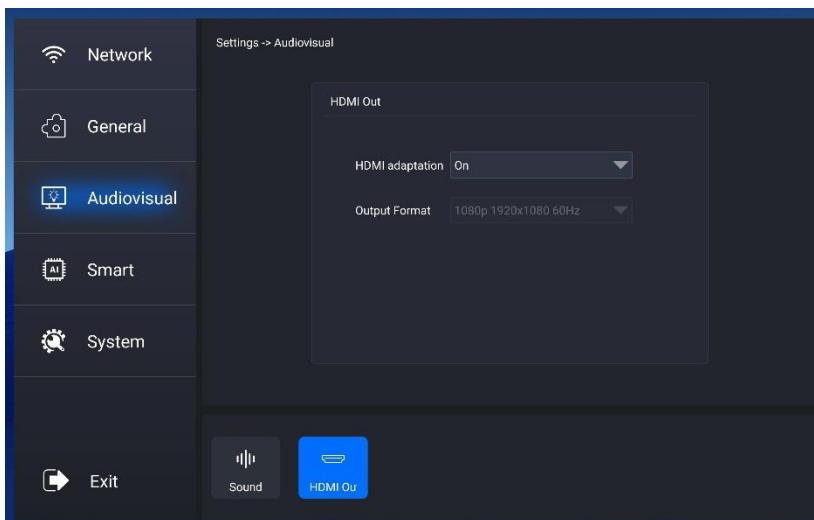 Network
General
Audiovisual
AI
Smart
System
Exit
Settings -> Audiovisual
HDMI Out
HDMI adaptation On
Output Format 1080p 1920x1080 60Hz
Sound
HDMI Ou